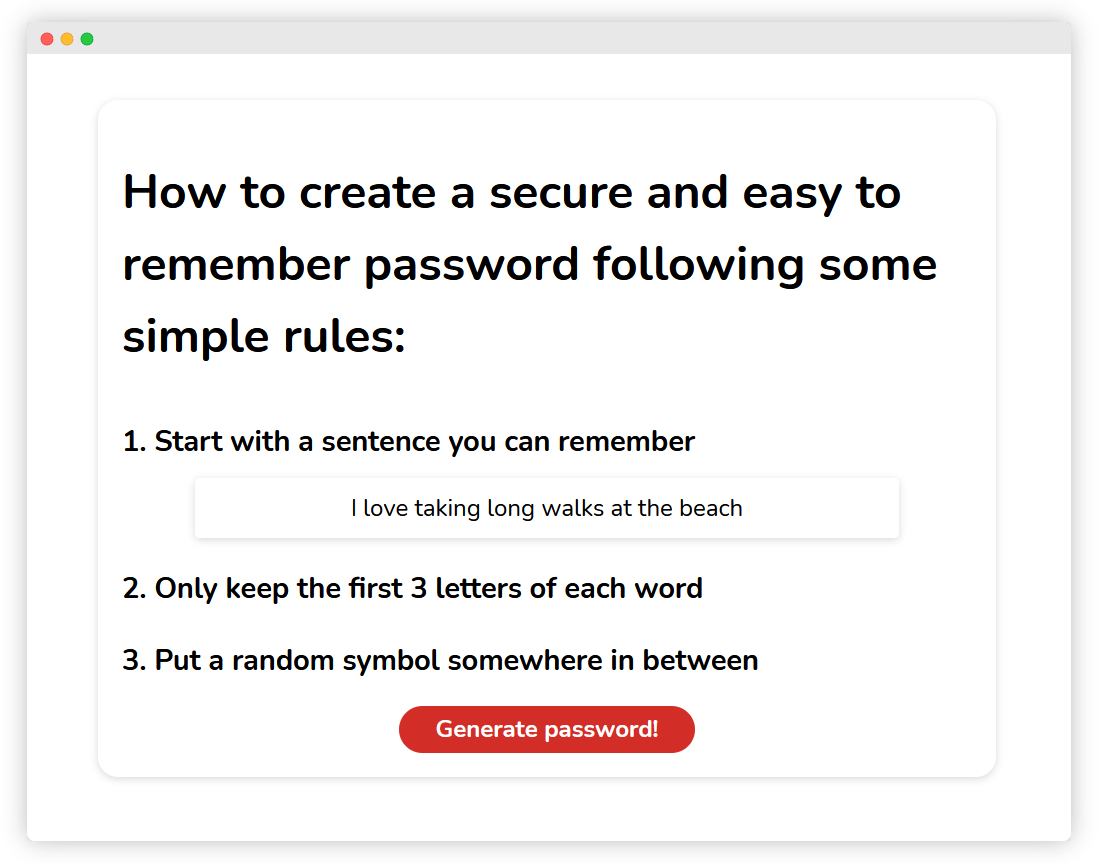 How to create a secure and easy to
remember password following some
simple rules:
1. Start with a sentence you can remember
I love taking long walks at the beach
2. Only keep the first 3 letters of each word
3. Put a random symbol somewhere in between
Generate password!